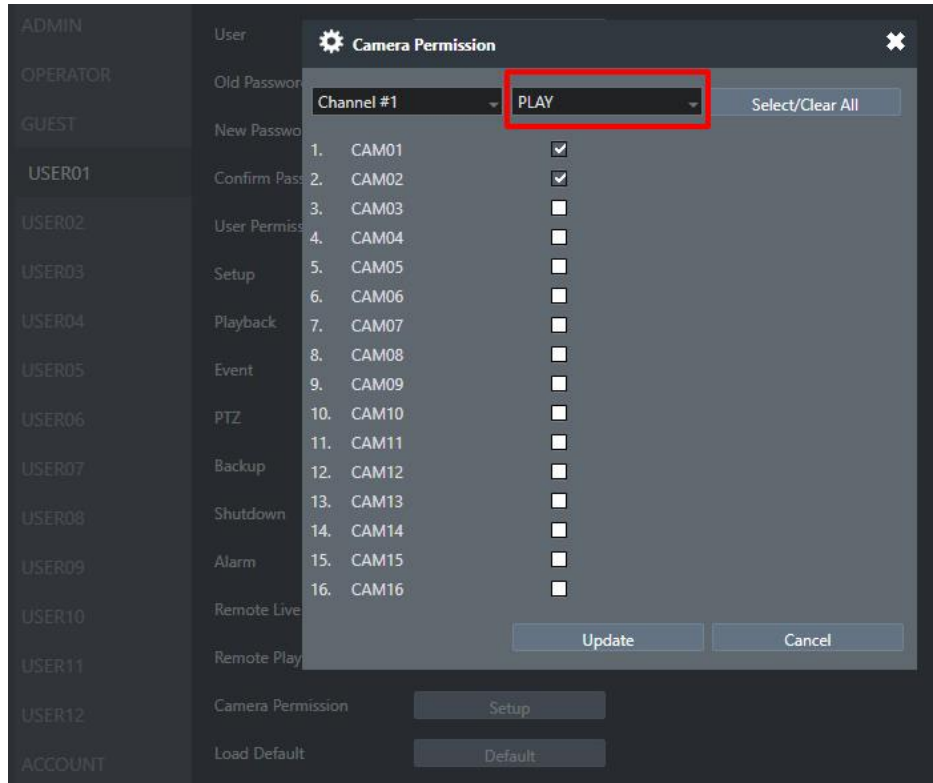 ADMIN
OPERATOR
GUEST
USER01
USER02
USER03
USER04
USER05
USER06
USER07
USER08
USER09
USER10
USER11
USER12
ACCOUNT
User
Old Passwor
New Passwo
Confirm Pass
User Permiss
Setup
Playback
Event
PTZ
Backup
Shutdown
Alarm
Remote Live
Remote Play
Camera Permission Setup
Load Default Default
Camera Permission
Channel #1 PLAY Select/Clear All
1. CAM01
2. CAM02
3. CAM03
4. CAM04
5. CAM05
6. CAM06
7. CAM07
8. CAM08
9. CAM09
10. CAM10
11. CAM11
12. CAM12
13. CAM13
14. CAM14
15. CAM15
16. CAM16
Update Cancel